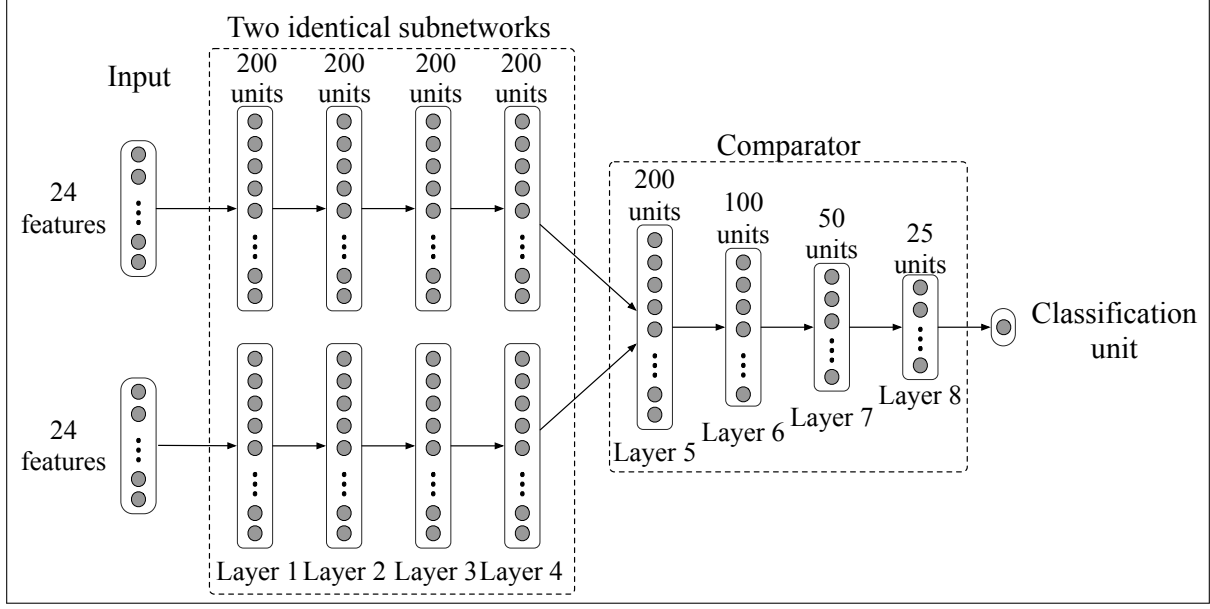 Two identical subnetworks
Input
200
units
200
units
200
units
200
units
24
features
24
features
Layer 1
Layer 2
Layer 3
Layer 4
Comparator
200
units
100
units
50
units
25
units
Layer 5
Layer 6
Layer 7
Layer 8
Classification
unit